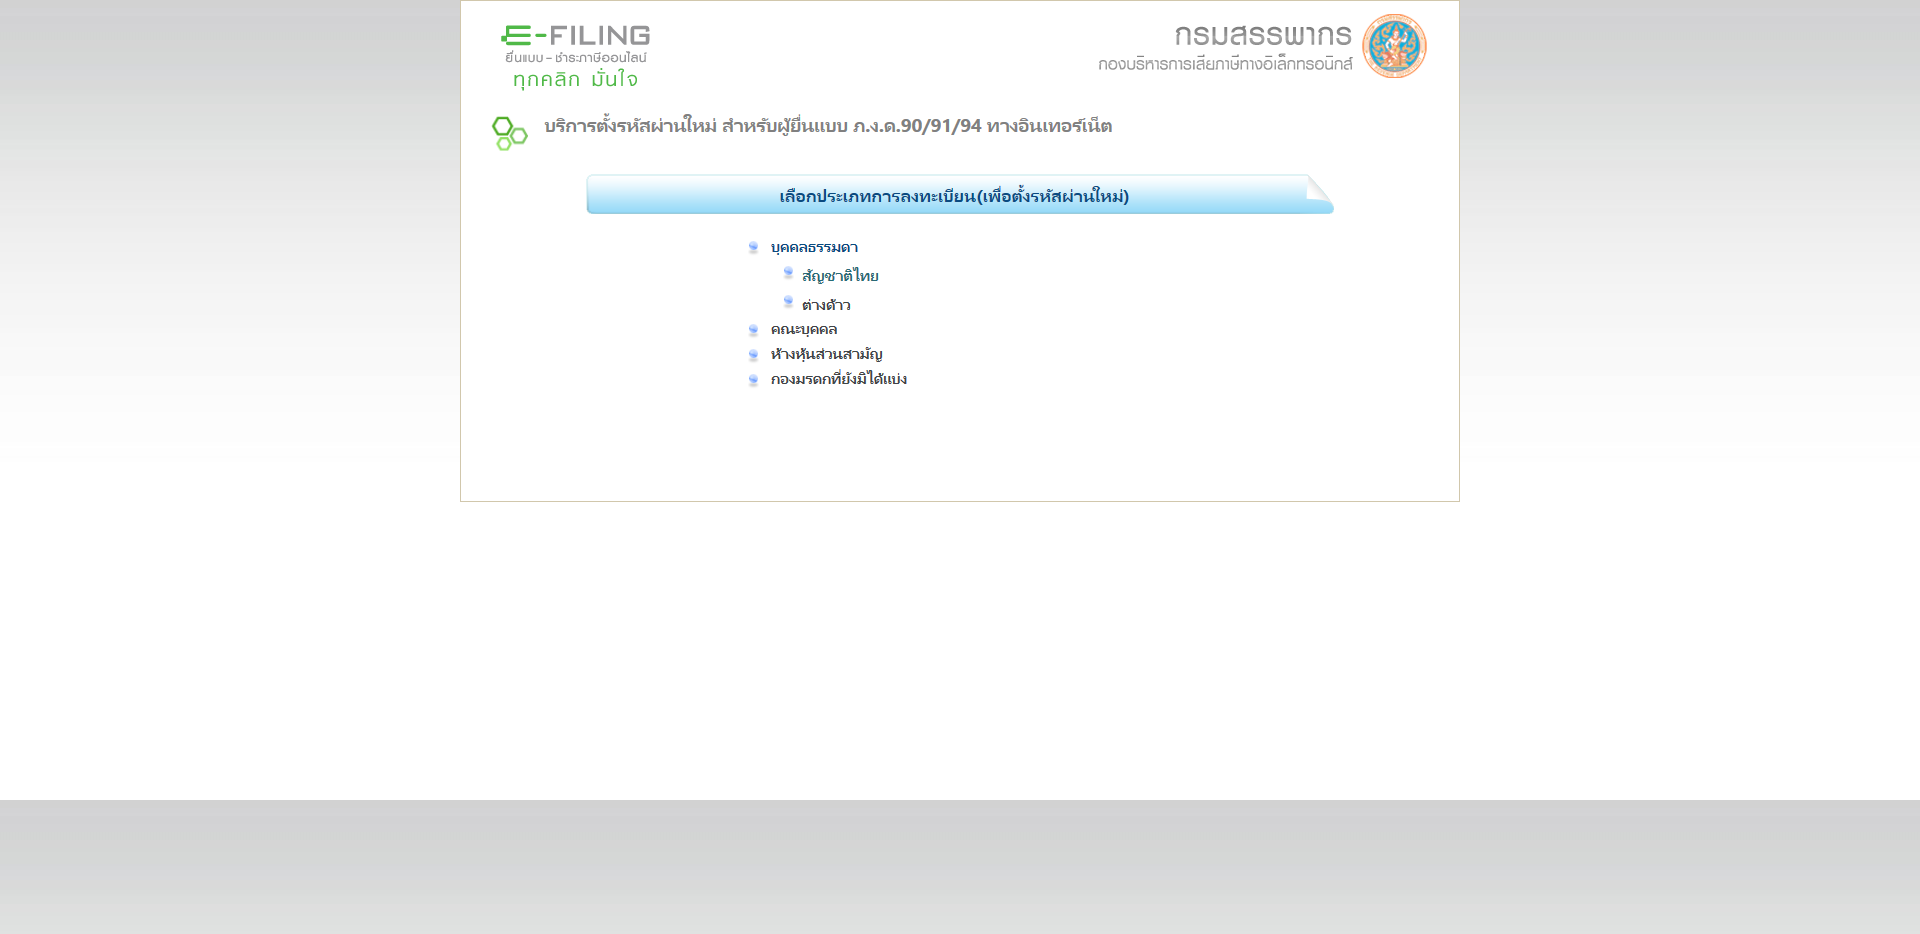 E-FILING
ยื่นแบบ - ชำระภาษีออนไลน์
ทุกคลิก มั่นใจ
กรมสรรพากร
กองบริหารการเสียภาษีทางอิเล็กทรอนิกส์
บริการตั้งรหัสผ่านใหม่ สำหรับผู้ยื่นแบบ ภ.ง.ด.90/91/94 ทางอินเทอร์เน็ต
เลือกประเภทการลงทะเบียน(เพื่อตั้งรหัสผ่านใหม่)
บุคคลธรรมดา
สัญชาติไทย
ต่างด้าว
คณะบุคคล
ห้างหุ้นส่วนสามัญ
กองมรดกที่ยังมิได้แบ่ง